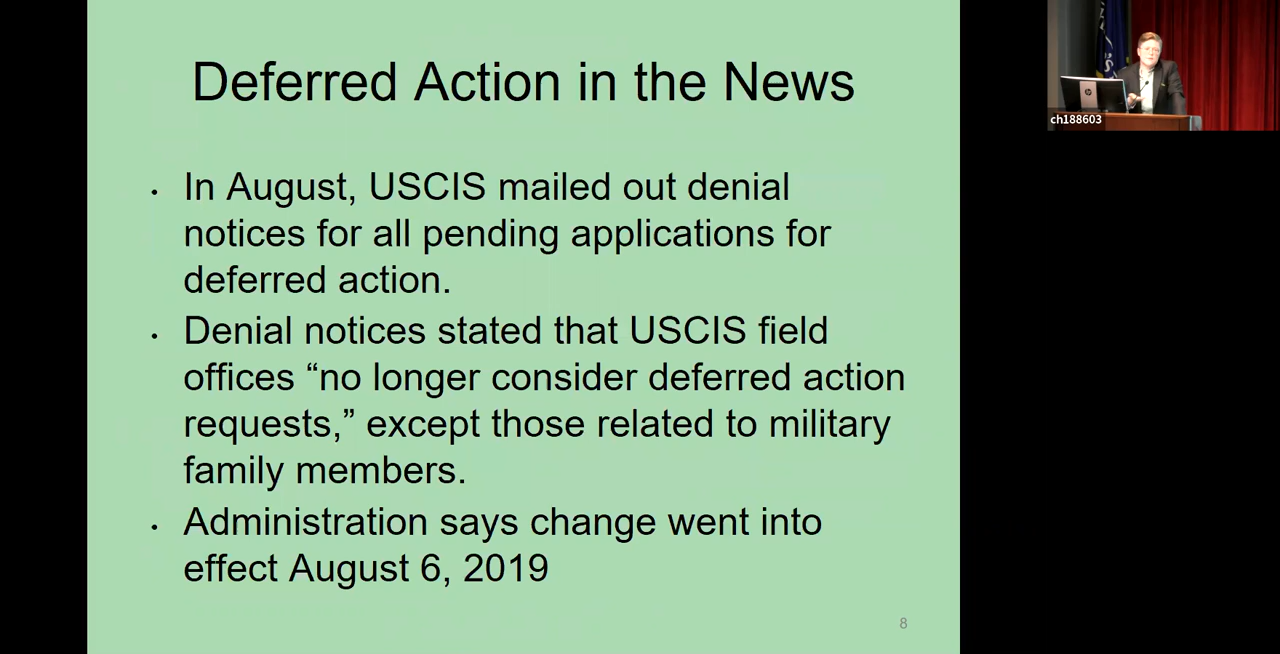 Deferred Action in the News
• In August, USCIS mailed out denial
notices for all pending applications for
deferred action.
• Denial notices stated that USCIS field
offices “no longer consider deferred action
requests,” except those related to military
family members.
• Administration says change went into
effect August 6, 2019
8
ch188603
hp